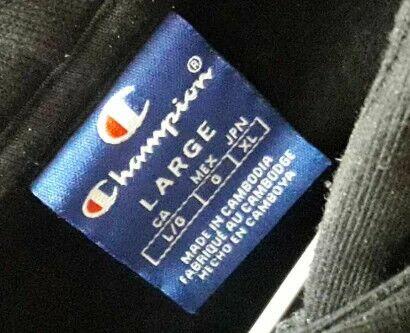 Champion®
LARGE
CA MEX JPN
L/G G XL
MADE IN CAMBODIA
FABRIQUÉ AU CAMBODGE
HECHO EN CAMBOYA